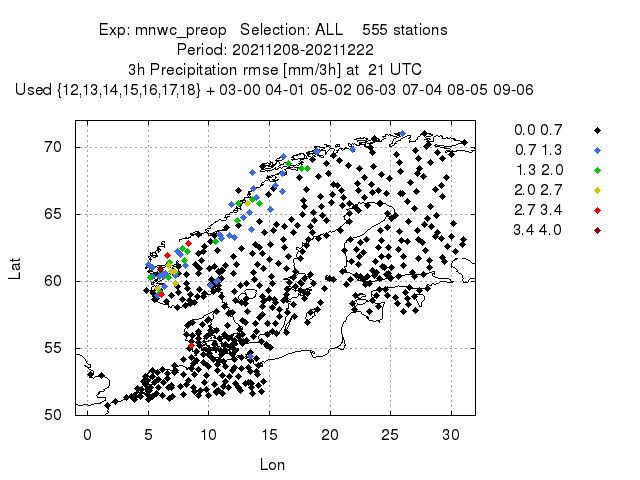 Exp: mnwc_preop   Selection: ALL    555 stations
Period: 20211208-20211222
3h Precipitation rmse [mm/3h] at  21 UTC
Used {12,13,14,15,16,17,18} + 03-00 04-01 05-02 06-03 07-04 08-05 09-06
0.0 0.7
0.7 1.3
1.3 2.0
2.0 2.7
2.7 3.4
3.4 4.0
70
65
60
55
50
Lat
0 5 10 15 20 25 30
Lon